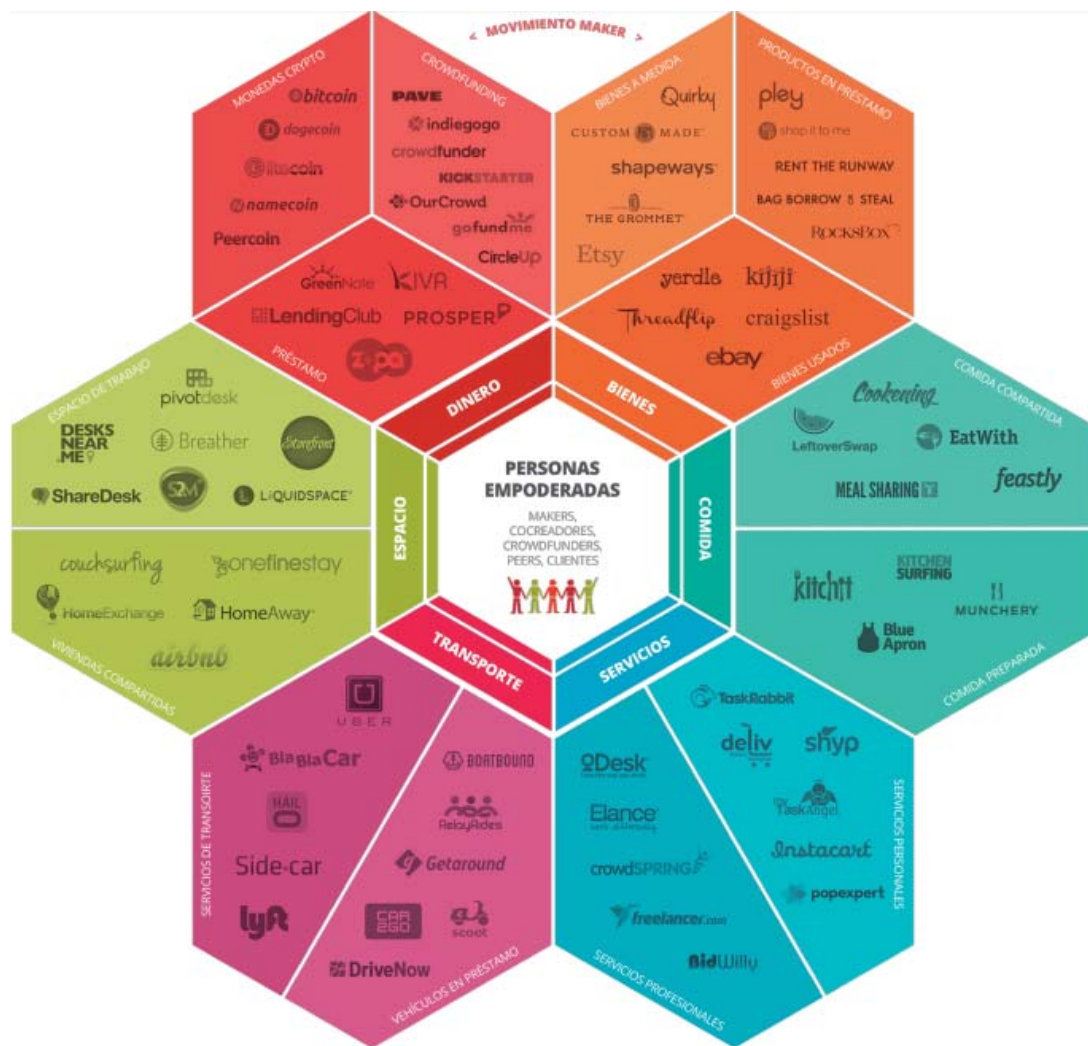 < MOVIMIENTO MAKER >
MONEDAS CRYPTO
bitcoin
dogecoin
litecoin
namecoin
Peercoin
CROWDFUNDING
PAVE
indiegogo
crowdfunder
KICKSTARTER
OurCrowd
gofundme
CircleUp
PRÉSTAMO
GreenNote
KIVA
LendingClub
PROSPER
zopa
DINERO
BIENES A MEDIDA
Quirky
CUSTOM MADE
shapeways
THE GROMMET
Etsy
PRODUCTOS EN PRÉSTAMO
pley
shop it to me
RENT THE RUNWAY
BAG BORROW & STEAL
ROCKSBOX
BIENES USADOS
yerdle
kijiji
Threadflip
craigslist
ebay
BIENES
ESPACIO DE TRABAJO
pivotdesk
DESKS
NEAR
.ME
Breather
Storefront
ShareDesk
S2M
LiQUIDSPACE
VIVIENDAS COMPARTIDAS
couchsurfing
onefinestay
HomeExchange
HomeAway
airbnb
ESPACIO
PERSONAS
EMPODERADAS
MAKERS,
COCREADORES,
CROWDFUNDERS,
PEERS, CLIENTES
COMIDA COMPARTIDA
Cookening
LeftoverSwap
EatWith
MEAL SHARING
feastly
COMIDA PREPARADA
kitchit
KITCHEN
SURFING
MUNCHERY
Blue
Apron
COMIDA
TRANSPORTE
SERVICIOS DE TRANSOIRTE
UBER
BlaBlaCar
HAILO
Side-car
lyft
VEHÍCULOS EN PRÉSTAMO
BOATBOUND
RelayRides
Getaround
CAR
2GO
scoot
DriveNow
SERVICIOS
SERVICIOS PROFESIONALES
oDesk
Elance
crowdSPRING
freelancer.com
BidWilly
SERVICIOS PERSONALES
TaskRabbit
deliv
shyp
TaskAngel
Instacart
popexpert